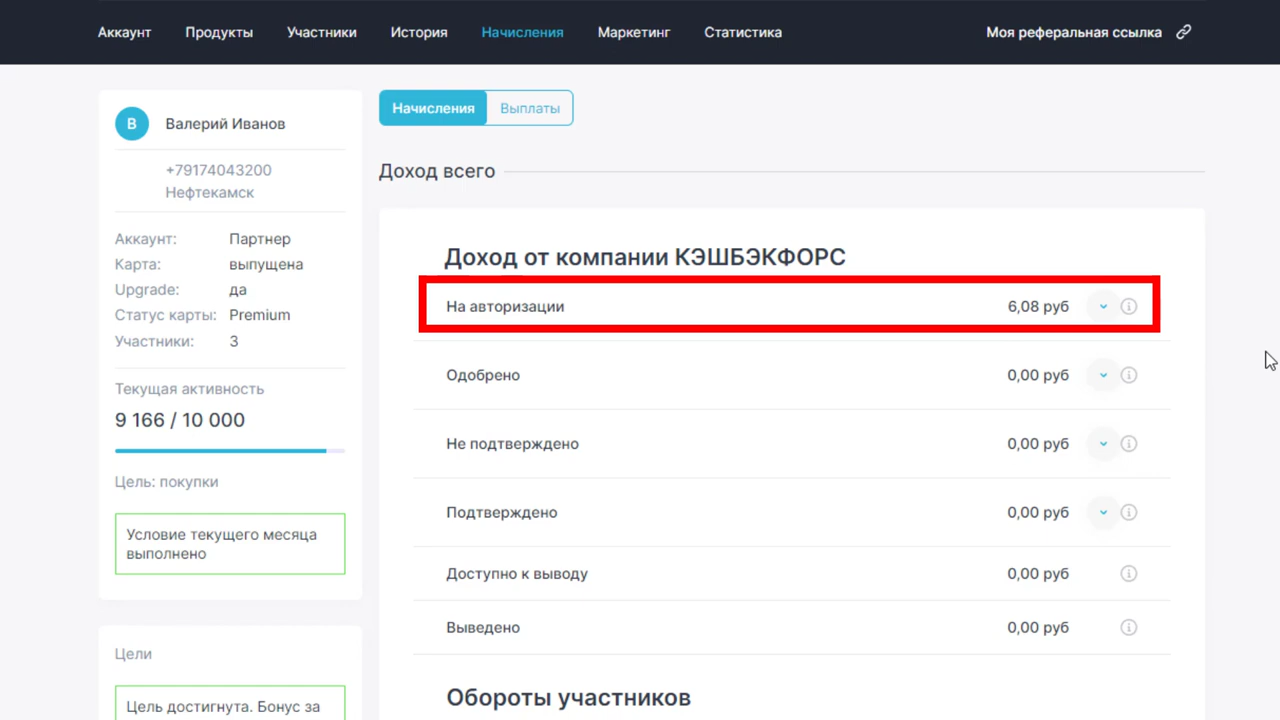 Аккаунт Продукты Участники История Начисления Маркетинг Статистика Моя реферальная ссылка
В Валерий Иванов
+79174043200
Нефтекамск
Аккаунт: Партнер
Карта: выпущена
Upgrade: да
Статус карты: Premium
Участники: 3
Текущая активность
9 166 / 10 000
Цель: покупки
Условие текущего месяца
выполнено
Цели
Цель достигнута. Бонус за
Начисления Выплаты
Доход всего
Доход от компании КЭШБЭКФОРС
На авторизации 6,08 руб
Одобрено 0,00 руб
Не подтверждено 0,00 руб
Подтверждено 0,00 руб
Доступно к выводу 0,00 руб
Выведено 0,00 руб
Обороты участников